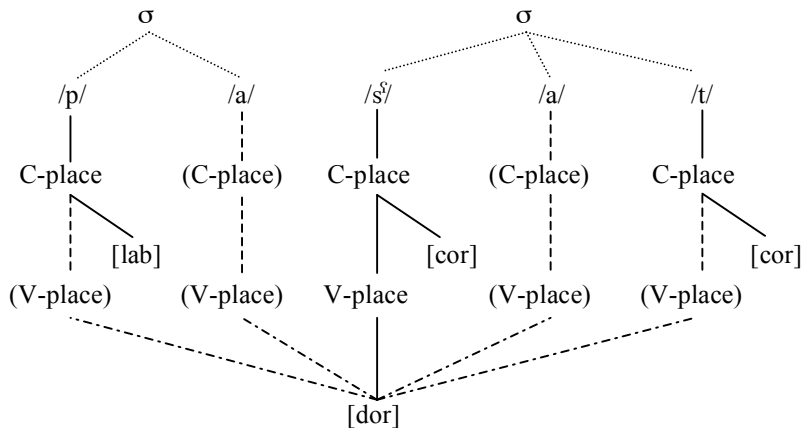 σ σ
/p/ /a/ /sˤ/ /a/ /t/
C-place (C-place) C-place (C-place) C-place
[lab] [cor] [cor]
(V-place) (V-place) V-place (V-place) (V-place)
[dor]